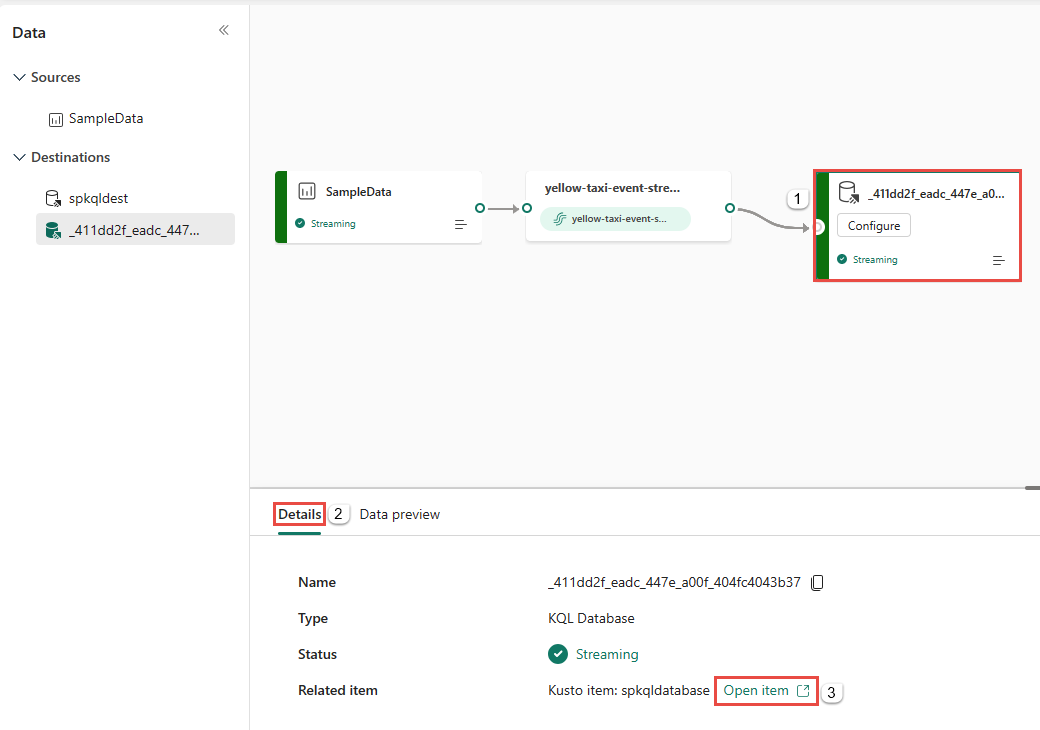 Data
Sources
SampleData
Destinations
spkqldest
_411dd2f_eadc_447...
SampleData
Streaming
yellow-taxi-event-stre...
yellow-taxi-event-s...
1
_411dd2f_eadc_447e_a0...
Configure
Streaming
Details 2 Data preview
Name _411dd2f_eadc_447e_a00f_404fc4043b37
Type KQL Database
Status Streaming
Related item Kusto item: spkqldatabase Open item 3